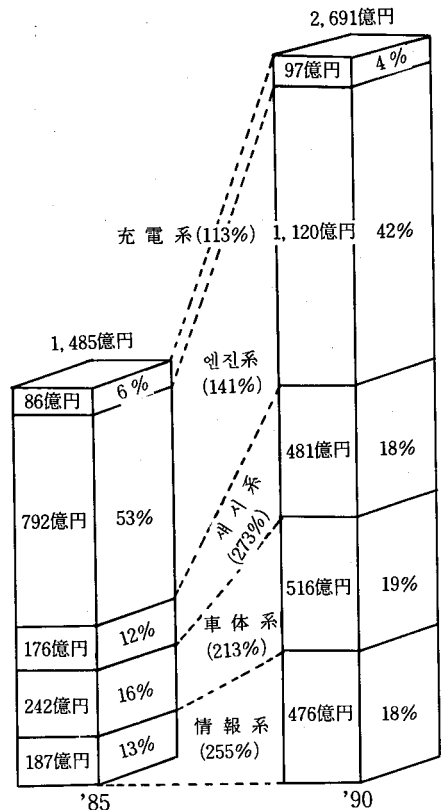 2,691億円
97億円 4%
充電系(113%) 1,120億円 42%
1,485億円
86億円 6%
엔진系
(141%)
792億円 53%
481億円 18%
섀시系
(273%)
176億円 12%
516億円 19%
車体系
(213%)
242億円 16%
情報系
(255%)
476億円 18%
187億円 13%
'85 '90